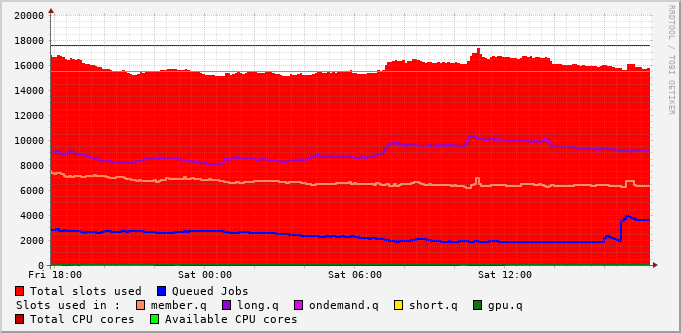 RRDTOOL / TOBI OETIKER
20000
18000
16000
14000
12000
10000
8000
6000
4000
2000
0
Fri 18:00 Sat 00:00 Sat 06:00 Sat 12:00
Total slots used Queued Jobs
Slots used in : member.q long.q ondemand.q short.q gpu.q
Total CPU cores Available CPU cores